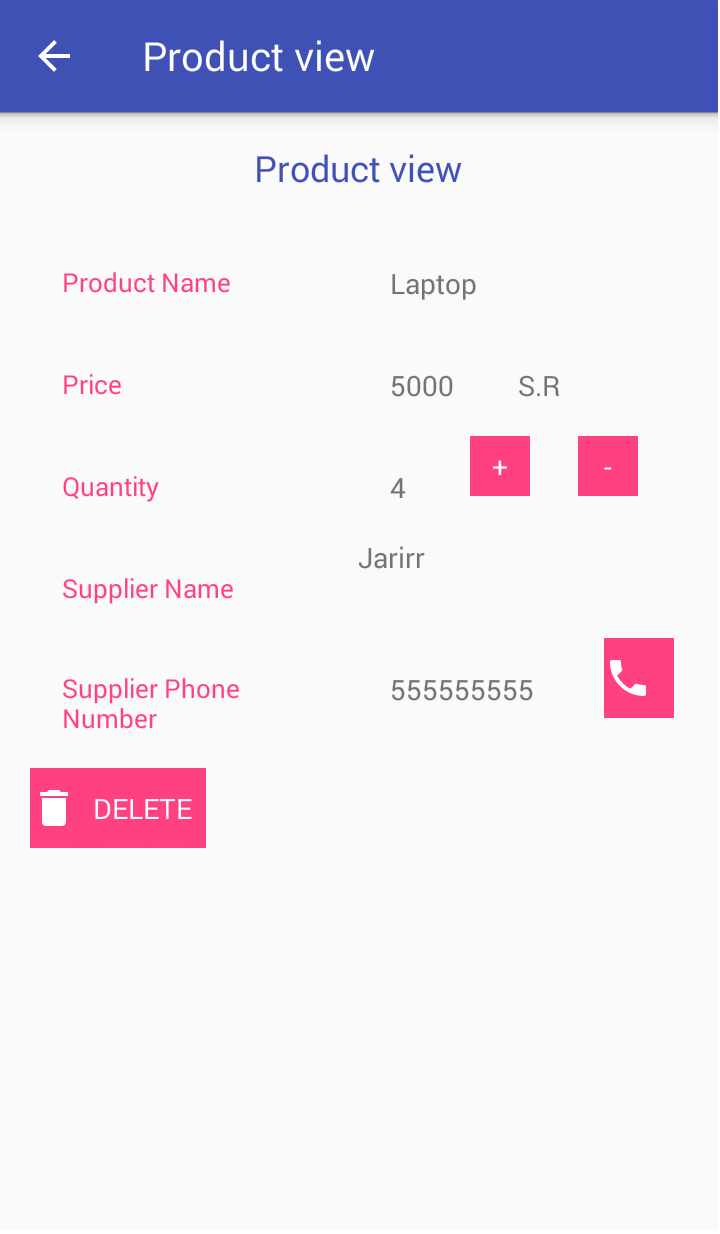 Product view
Product view
Product Name
Laptop
Price
5000 S.R
Quantity
4 + -
Jarirr
Supplier Name
Supplier Phone
Number
555555555
DELETE